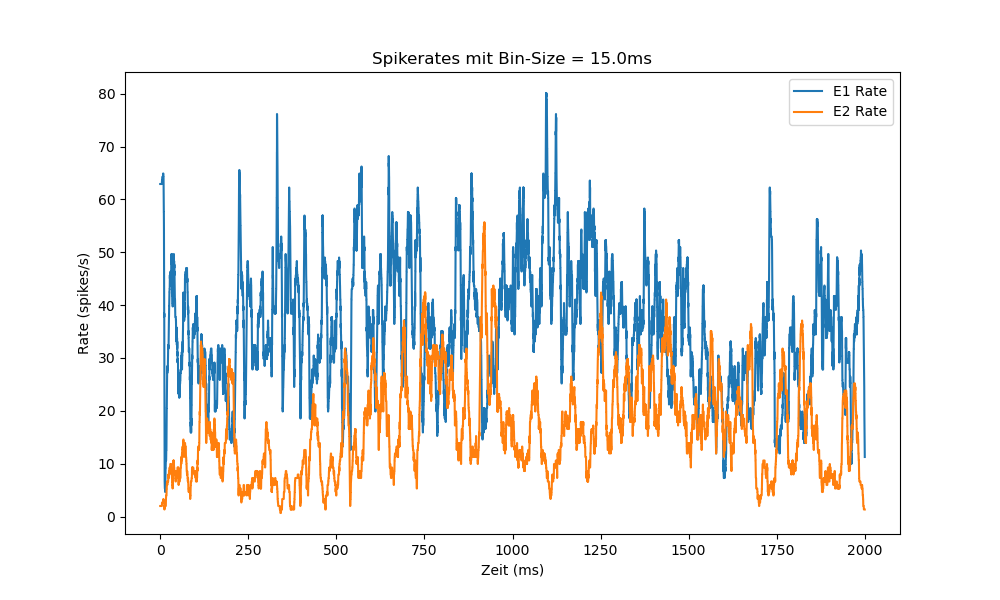 Spikerates mit Bin-Size = 15.0ms
E1 Rate
E2 Rate
Rate (spikes/s)
80
70
60
50
40
30
20
10
0
0 250 500 750 1000 1250 1500 1750 2000
Zeit (ms)